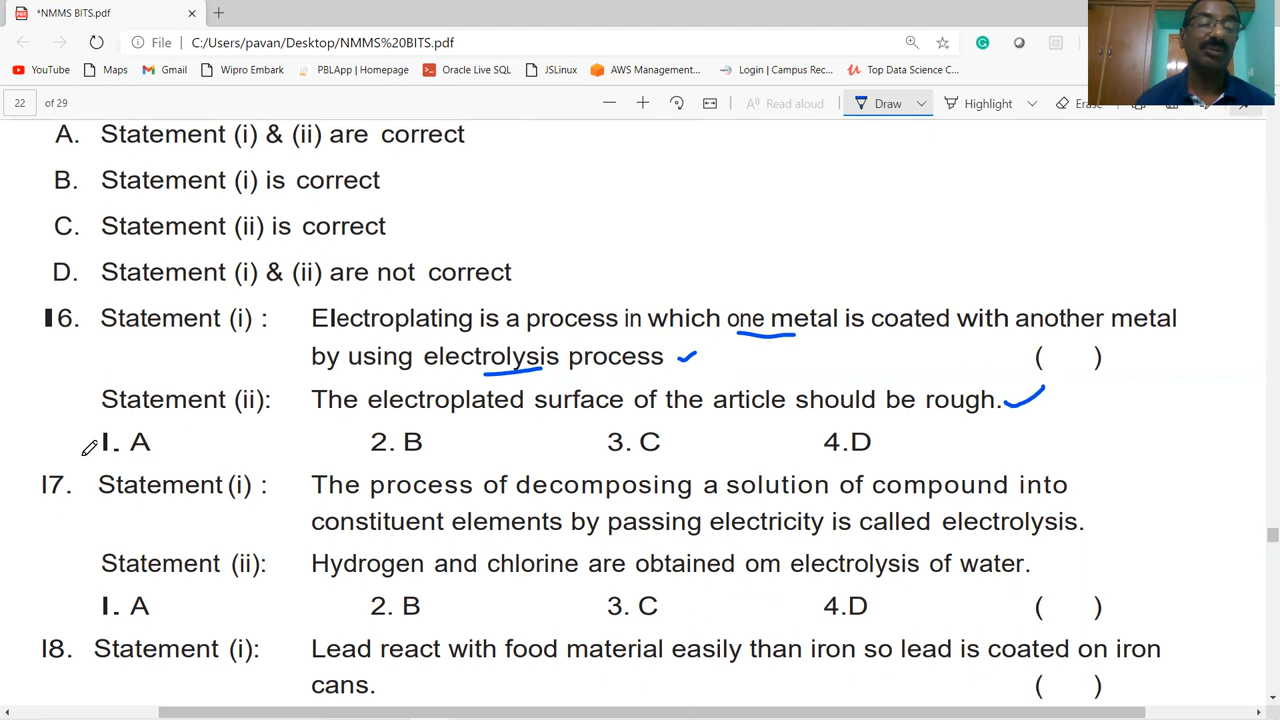 *NMMS BITS.pdf
File C:/Users/pavan/Desktop/NMMS%20BITS.pdf
YouTube Maps Gmail Wipro Embark PBLApp | Homepage Oracle Live SQL JSLinux AWS Management... Login | Campus Rec... Top Data Science C...
22 of 29 Read aloud Draw Highlight Erase
A. Statement (i) & (ii) are correct
B. Statement (i) is correct
C. Statement (ii) is correct
D. Statement (i) & (ii) are not correct
I6. Statement (i) : Electroplating is a process in which one metal is coated with another metal
by using electrolysis process ( )
Statement (ii): The electroplated surface of the article should be rough.
I. A 2. B 3. C 4.D
I7. Statement (i) : The process of decomposing a solution of compound into
constituent elements by passing electricity is called electrolysis.
Statement (ii): Hydrogen and chlorine are obtained om electrolysis of water.
I. A 2. B 3. C 4.D ( )
I8. Statement (i): Lead react with food material easily than iron so lead is coated on iron
cans. ( )